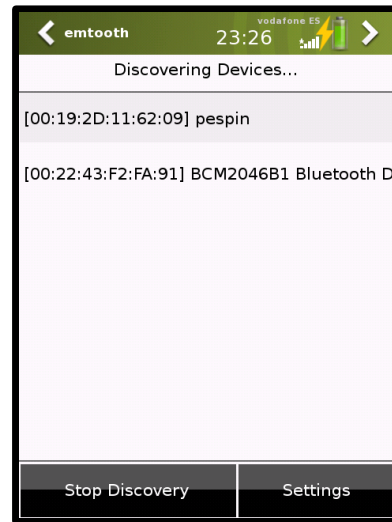 emtooth
vodafone ES
23:26
Discovering Devices...
[00:19:2D:11:62:09] pespin
[00:22:43:F2:FA:91] BCM2046B1 Bluetooth D
Stop Discovery
Settings